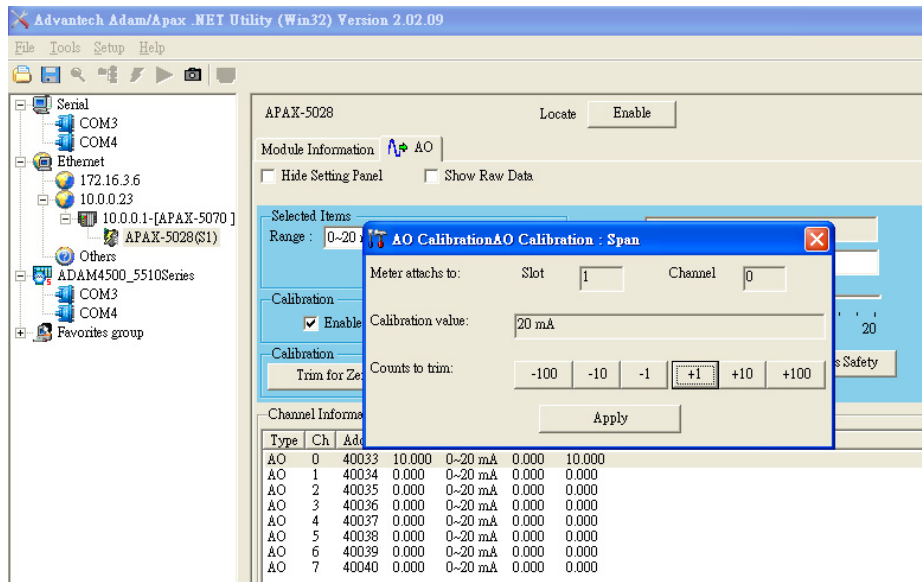 Advantech Adam/Apax .NET Utility (Win32) Version 2.02.09
File Tools Setup Help
Serial
COM3
COM4
Ethernet
172.16.3.6
10.0.0.23
10.0.0.1-[APAX-5070 ]
APAX-5028(S1)
Others
ADAM4500_5510Series
COM3
COM4
Favorites group
APAX-5028
Locate Enable
Module Information AO
Hide Setting Panel Show Raw Data
Selected Items
Range : 0~20
Calibration
Enable
Calibration
Trim for
20
Safety
AO CalibrationAO Calibration : Span
Meter attachs to: Slot 1 Channel 0
Calibration value: 20 mA
Counts to trim: -100 -10 -1 +1 +10 +100
Apply
Channel
Type Ch
AO 0 40033 10.000 0~20 mA 0.000 10.000
AO 1 40034 0.000 0~20 mA 0.000 0.000
AO 2 40035 0.000 0~20 mA 0.000 0.000
AO 3 40036 0.000 0~20 mA 0.000 0.000
AO 4 40037 0.000 0~20 mA 0.000 0.000
AO 5 40038 0.000 0~20 mA 0.000 0.000
AO 6 40039 0.000 0~20 mA 0.000 0.000
AO 7 40040 0.000 0~20 mA 0.000 0.000